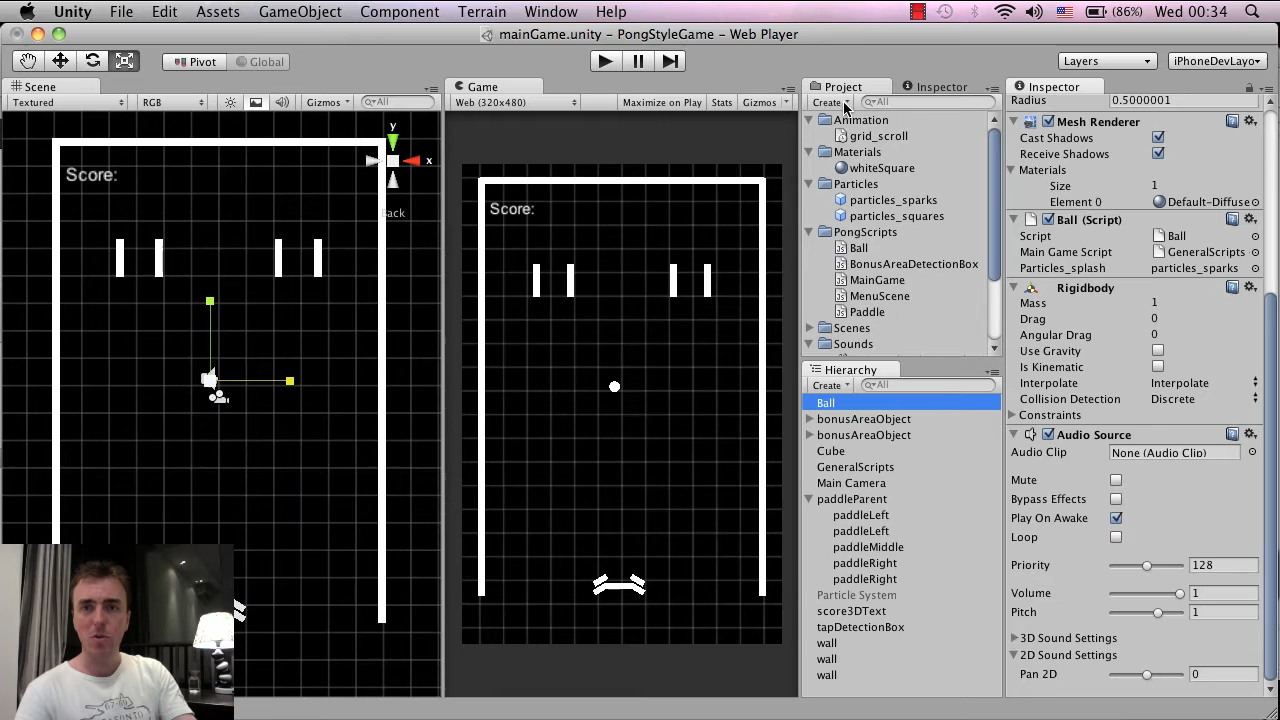 Unity File Edit Assets GameObject Component Terrain Window Help (86%) Wed 00:34
mainGame.unity - PongStyleGame - Web Player
Pivot Global Layers iPhoneDevLayo
Scene
Textured RGB Gizmos All
y
x
Back
Score:
Game
Web (320x480) Maximize on Play Stats Gizmos
Score:
Project Inspector
Create All
Animation
grid_scroll
Materials
whiteSquare
Particles
particles_sparks
particles_squares
PongScripts
Ball
BonusAreaDetectionBox
MainGame
MenuScene
Paddle
Scenes
Sounds
Hierarchy
Create All
Ball
bonusAreaObject
bonusAreaObject
Cube
GeneralScripts
Main Camera
paddleParent
paddleLeft
paddleLeft
paddleMiddle
paddleRight
paddleRight
Particle System
score3DText
tapDetectionBox
wall
wall
wall
Inspector
Radius 0.5000001
Mesh Renderer
Cast Shadows
Receive Shadows
Materials
Size 1
Element 0 Default-Diffuse
Ball (Script)
Script Ball
Main Game Script GeneralScripts
Particles_splash particles_sparks
Rigidbody
Mass 1
Drag 0
Angular Drag 0
Use Gravity
Is Kinematic
Interpolate Interpolate
Collision Detection Discrete
Constraints
Audio Source
Audio Clip None (Audio Clip)
Mute
Bypass Effects
Play On Awake
Loop
Priority 128
Volume 1
Pitch 1
3D Sound Settings
2D Sound Settings
Pan 2D 0